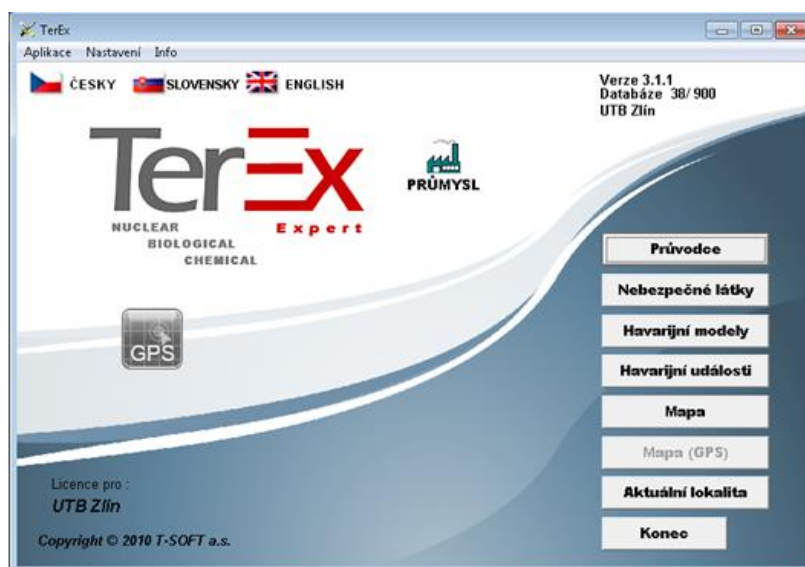 TerEx
Aplikace Nastavení Info
ČESKY SLOVENSKY ENGLISH
Verze 3.1.1
Databáze 38/ 900
UTB Zlín
TerEx
Expert
NUCLEAR
BIOLOGICAL
CHEMICAL
PRŮMYSL
GPS
Průvodce
Nebezpečné látky
Havarijní modely
Havarijní události
Mapa
Mapa (GPS)
Aktuální lokalita
Konec
Licence pro :
UTB Zlín
Copyright © 2010 T-SOFT a.s.